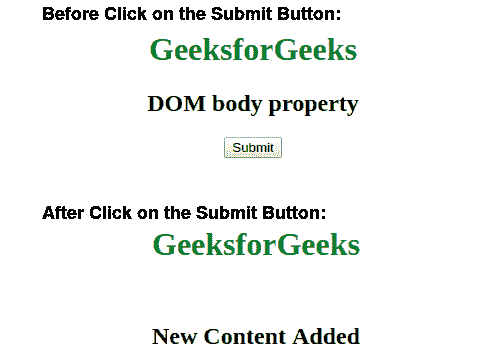 Before Click on the Submit Button:
GeeksforGeeks
DOM body property
Submit
After Click on the Submit Button:
GeeksforGeeks
New Content Added